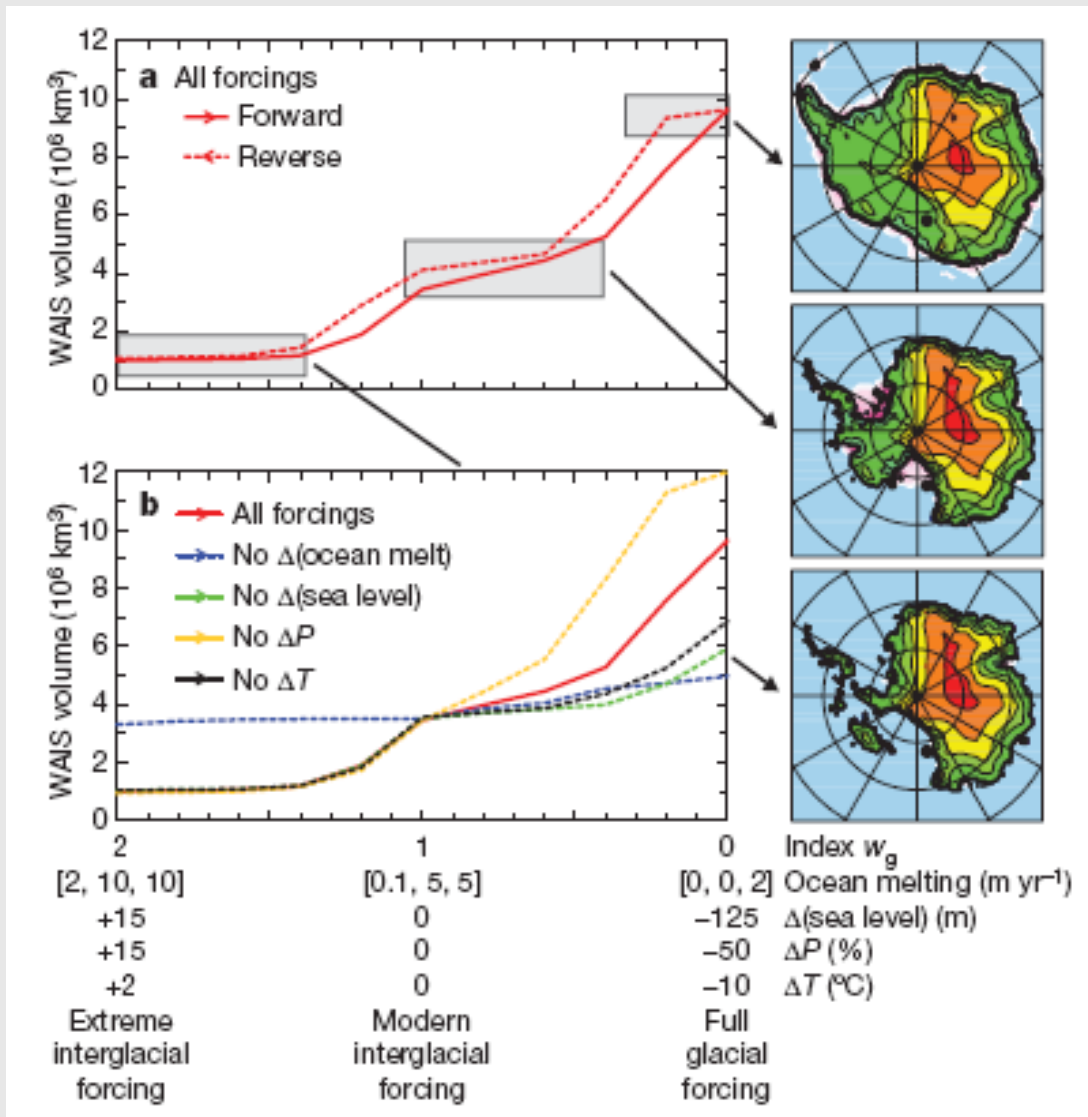 12
10
8
6
4
2
0
WAIS volume (10⁶ km³)
a All forcings
Forward
Reverse
12
10
8
6
4
2
0
WAIS volume (10⁶ km³)
b
All forcings
No Δ(ocean melt)
No Δ(sea level)
No ΔP
No ΔT
2 1 0 Index w_g
[2, 10, 10] [0.1, 5, 5] [0, 0, 2] Ocean melting (m yr⁻¹)
+15 0 −125 Δ(sea level) (m)
+15 0 −50 ΔP (%)
+2 0 −10 ΔT (ºC)
Extreme Modern Full
interglacial interglacial glacial
forcing forcing forcing